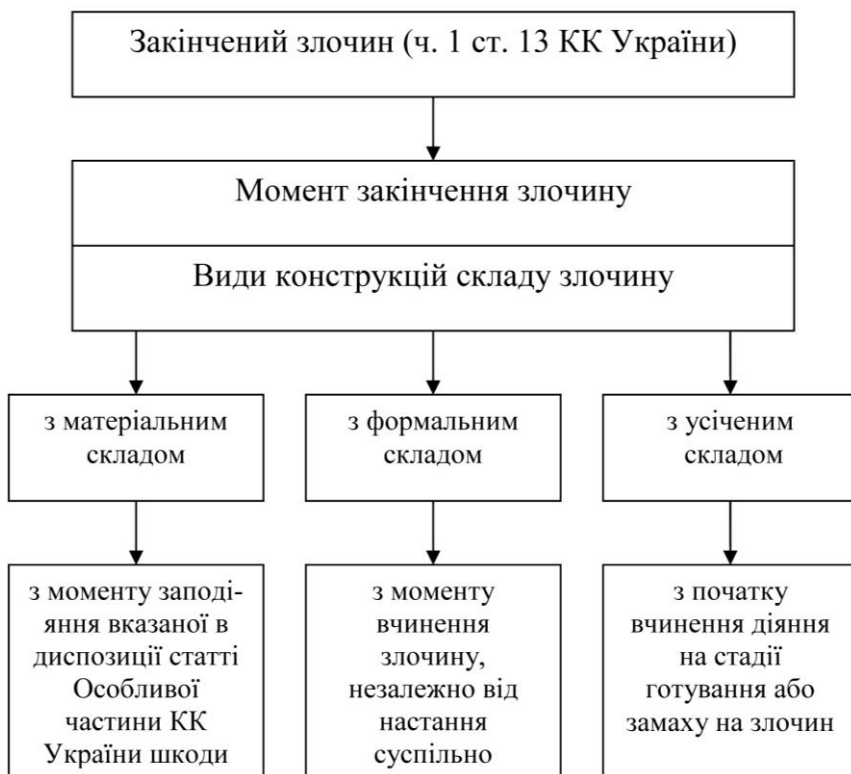 Закінчений злочин (ч. 1 ст. 13 КК України)
Момент закінчення злочину
Види конструкцій складу злочину
з матеріальним
складом
з формальним
складом
з усіченим
складом
з моменту заподі-
яння вказаної в
диспозиції статті
Особливої
частини КК
України шкоди
з моменту
вчинення
злочину,
незалежно від
настання
суспільно
з початку
вчинення діяння
на стадії
готування або
замаху на злочин